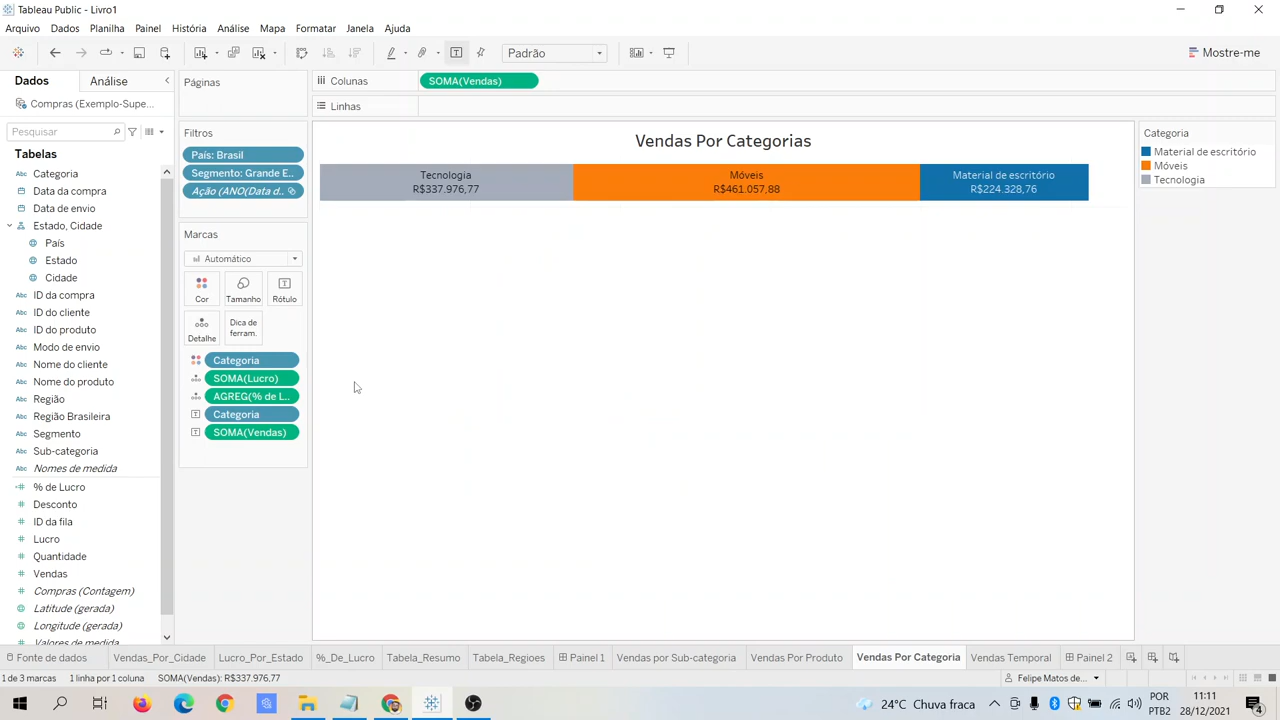 Tableau Public - Livro1
Arquivo Dados Planilha Painel História Análise Mapa Formatar Janela Ajuda
Padrão
Mostre-me
Dados Análise
Compras (Exemplo-Supe...
Pesquisar
Tabelas
Categoria
Data da compra
Data de envio
Estado, Cidade
País
Estado
Cidade
ID da compra
ID do cliente
ID do produto
Modo de envio
Nome do cliente
Nome do produto
Região
Região Brasileira
Segmento
Sub-categoria
Nomes de medida
% de Lucro
Desconto
ID da fila
Lucro
Quantidade
Vendas
Compras (Contagem)
Latitude (gerada)
Longitude (gerada)
Valores de medida
Páginas
Filtros
País: Brasil
Segmento: Grande E..
Ação (ANO(Data d..
Marcas
Automático
Cor Tamanho Rótulo
Detalhe Dica de ferram.
Categoria
SOMA(Lucro)
AGREG(% de L..
Categoria
SOMA(Vendas)
Colunas SOMA(Vendas)
Linhas
Vendas Por Categorias
Tecnologia Móveis Material de escritório
R$337.976,77 R$461.057,88 R$224.328,76
Categoria
Material de escritório
Móveis
Tecnologia
Fonte de dados Vendas_Por_Cidade Lucro_Por_Estado %_De_Lucro Tabela_Resumo Tabela_Regioes Painel 1 Vendas por Sub-categoria Vendas Por Produto Vendas Por Categoria Vendas Temporal Painel 2
1 de 3 marcas 1 linha por 1 coluna SOMA(Vendas): R$337.976,77 Felipe Matos de...
24°C Chuva fraca
POR
PTB2
11:11
28/12/2021
4